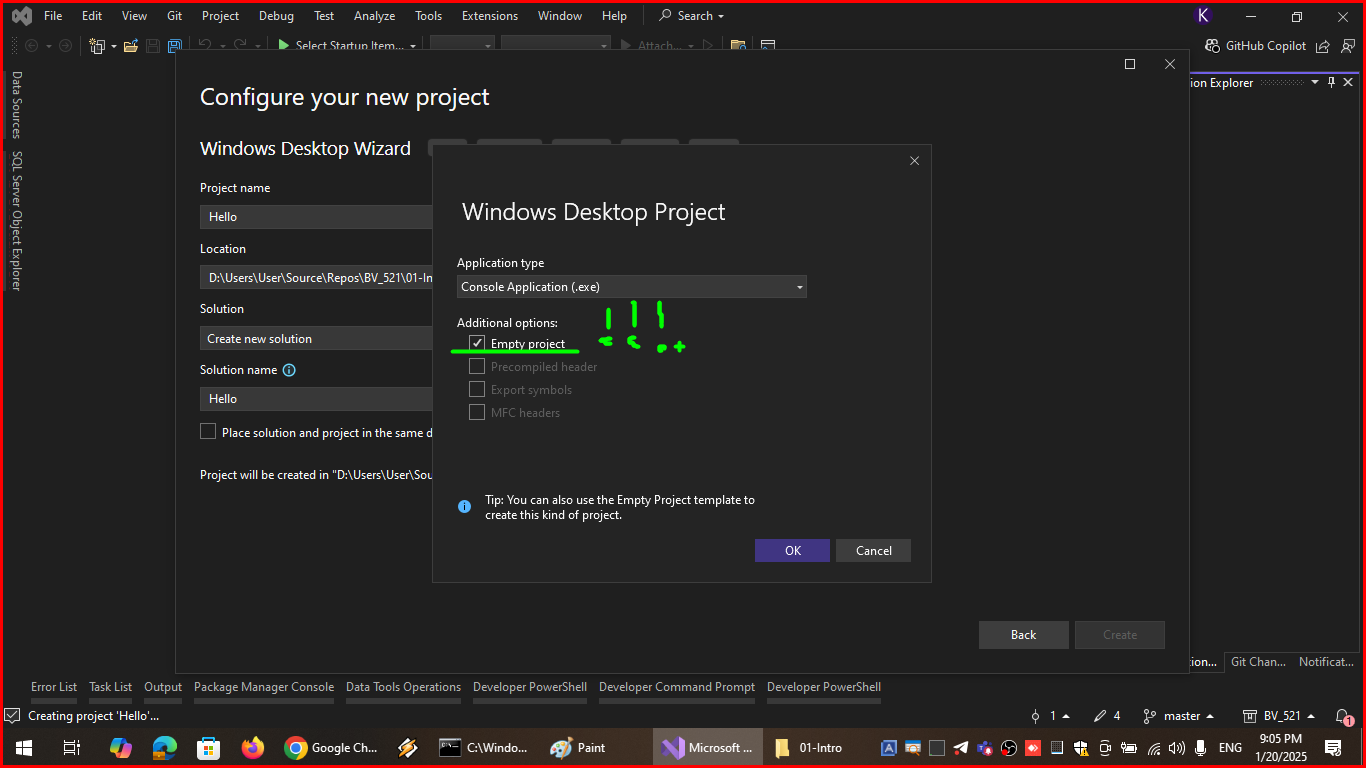 File Edit View Git Project Debug Test Analyze Tools Extensions Window Help Search K
Select Startup Item... Attach... GitHub Copilot
Data Sources
SQL Server Object Explorer
ion Explorer
Configure your new project
Windows Desktop Wizard
Project name
Hello
Location
D:\Users\User\Source\Repos\BV_521\01-In
Solution
Create new solution
Solution name
Hello
Place solution and project in the same d
Project will be created in "D:\Users\User\Sou
Windows Desktop Project
Application type
Console Application (.exe)
Additional options:
!!!
Empty project
Precompiled header
Export symbols
MFC headers
Tip: You can also use the Empty Project template to
create this kind of project.
OK Cancel
Back Create
ion... Git Chan... Notificat...
Error List Task List Output Package Manager Console Data Tools Operations Developer PowerShell Developer Command Prompt Developer PowerShell
Creating project 'Hello'... 1 4 master BV_521 1
Google Ch... C:\Windo... Paint Microsoft ... 01-Intro ENG 9:05 PM
1/20/2025